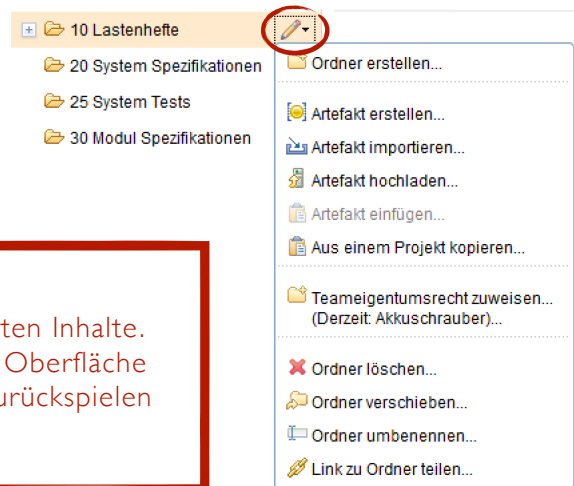 10 Lastenhefte
20 System Spezifikationen
25 System Tests
30 Modul Spezifikationen
Ordner erstellen...
Artefakt erstellen...
Artefakt importieren...
Artefakt hochladen...
Artefakt einfügen...
Aus einem Projekt kopieren...
Teameigentumsrecht zuweisen...
(Derzeit: Akkuschrauber)...
Ordner löschen...
Ordner verschieben...
Ordner umbenennen...
Link zu Ordner teilen...
ten Inhalte.
Oberfläche
urückspielen